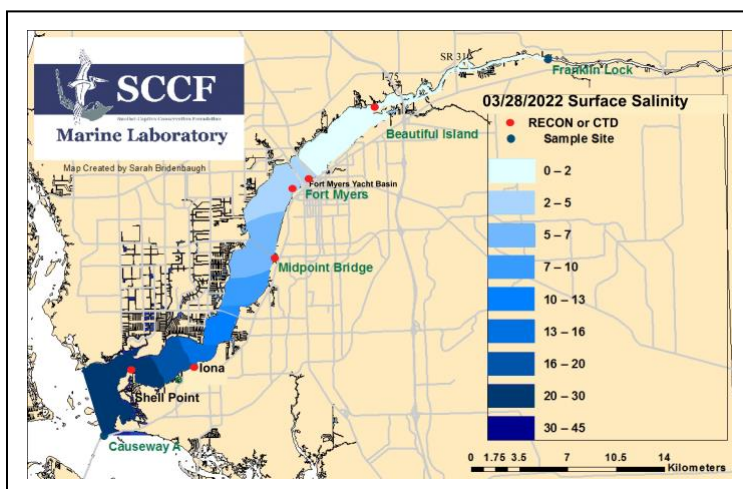 SCCF
Marine Laboratory
Map Created by Sarah Bridenbaugh
I-75
SR 31
Franklin Lock
03/28/2022 Surface Salinity
RECON or CTD
Sample Site
Beautiful Island
Fort Myers Yacht Basin
Fort Myers
Midpoint Bridge
Iona
Shell Point
Causeway A
0 – 2
2 – 5
5 – 7
7 – 10
10 – 13
13 – 16
16 – 20
20 – 30
30 – 45
0 1.75 3.5 7 10.5 14
Kilometers